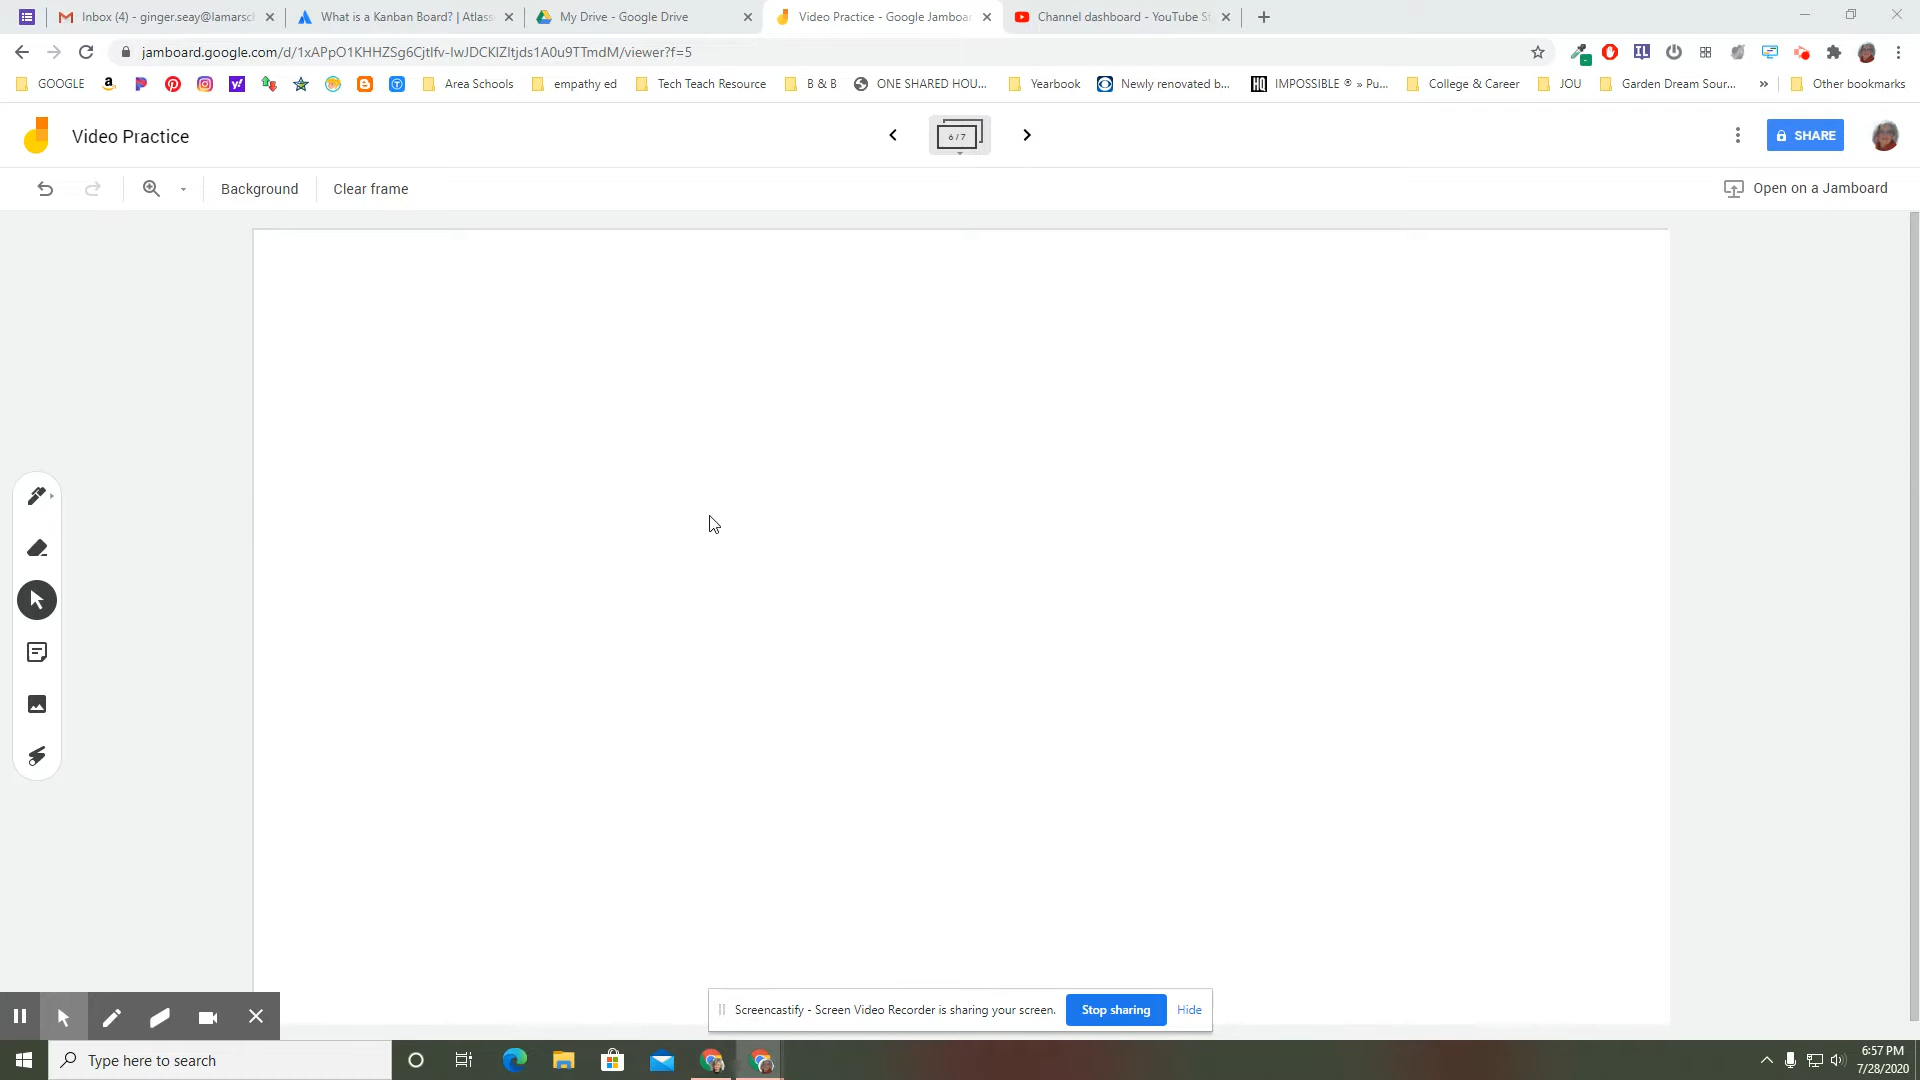 Inbox (4) - ginger.seay@lamarsc
What is a Kanban Board? | Atlass
My Drive - Google Drive
Video Practice - Google Jamboar
Channel dashboard - YouTube St
jamboard.google.com/d/1xAPpO1KHHZSg6CjtIfv-IwJDCKIZItjds1A0u9TTmdM/viewer?f=5
GOOGLE
Area Schools
empathy ed
Tech Teach Resource
B & B
ONE SHARED HOU...
Yearbook
Newly renovated b...
HQ
IMPOSSIBLE ® » Pu...
College & Career
JOU
Garden Dream Sour...
»
Other bookmarks
Video Practice
6 / 7
SHARE
Background
Clear frame
Open on a Jamboard
Screencastify - Screen Video Recorder is sharing your screen.
Stop sharing
Hide
Type here to search
6:57 PM
7/28/2020